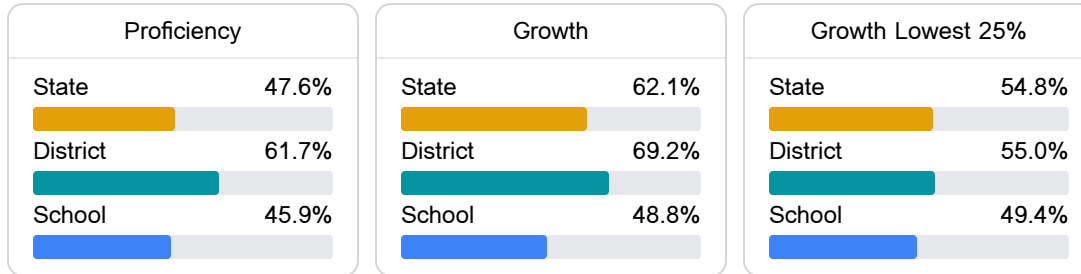 Proficiency
State 47.6%
District 61.7%
School 45.9%
Growth
State 62.1%
District 69.2%
School 48.8%
Growth Lowest 25%
State 54.8%
District 55.0%
School 49.4%